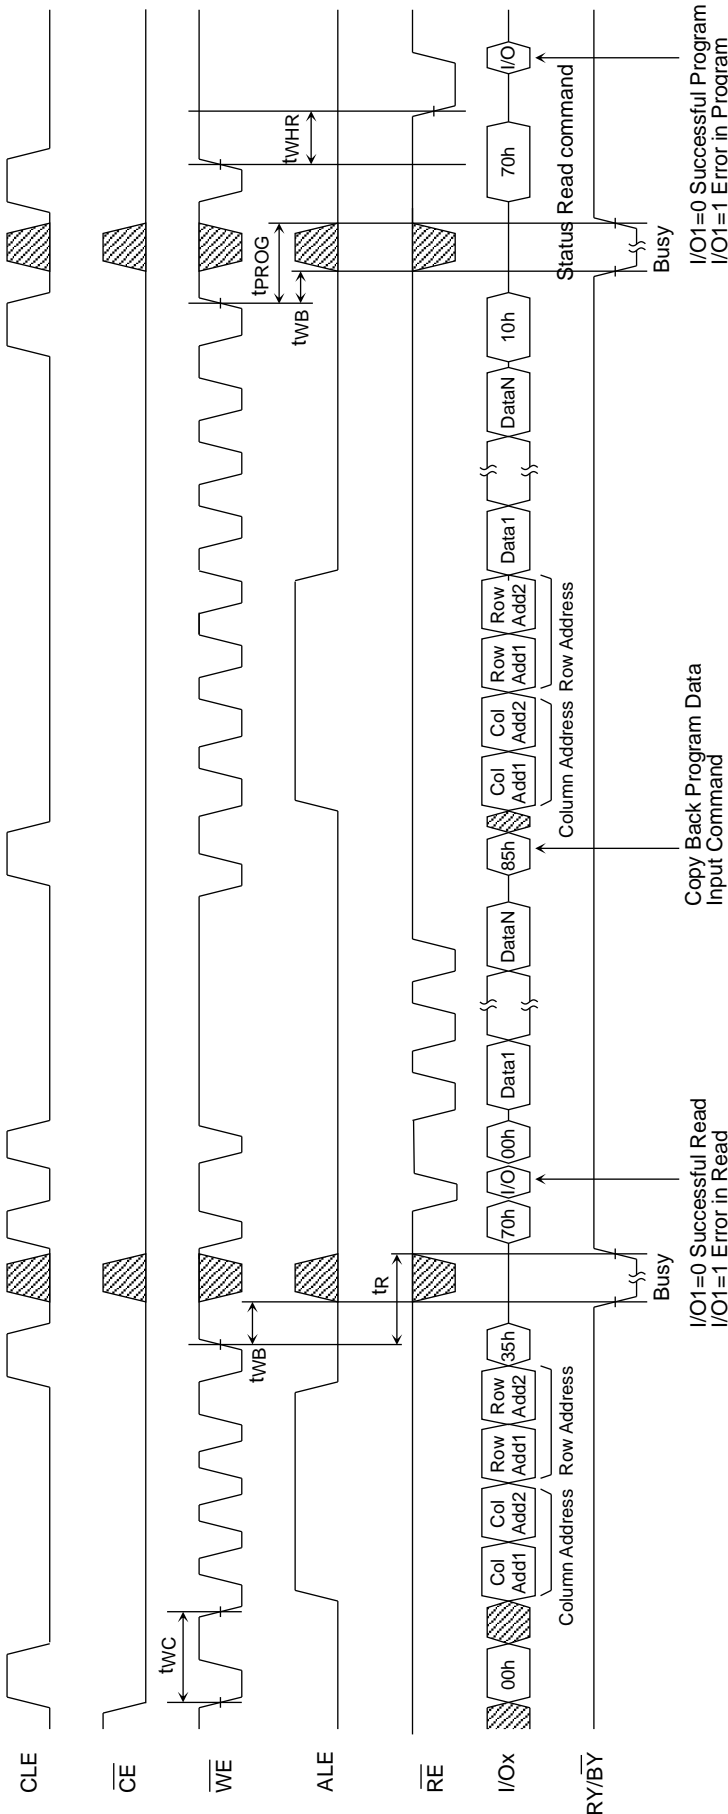 CLE
CE
tWC
WE
tWB
tPROG
tWB
tWHR
ALE
tR
RE
I/Ox
00h
Col Add1
Col Add2
Row Add1
Row Add2
35h
70h
I/O
00h
Data1
DataN
85h
Col Add1
Col Add2
Row Add1
Row Add2
Data1
DataN
10h
70h
I/O
Column Address
Row Address
Column Address
Row Address
Status Read command
RY/BY
Busy
Busy
I/O1=0 Successful Read
I/O1=1 Error in Read
Copy Back Program Data
Input Command
I/O1=0 Successful Program
I/O1=1 Error in Program